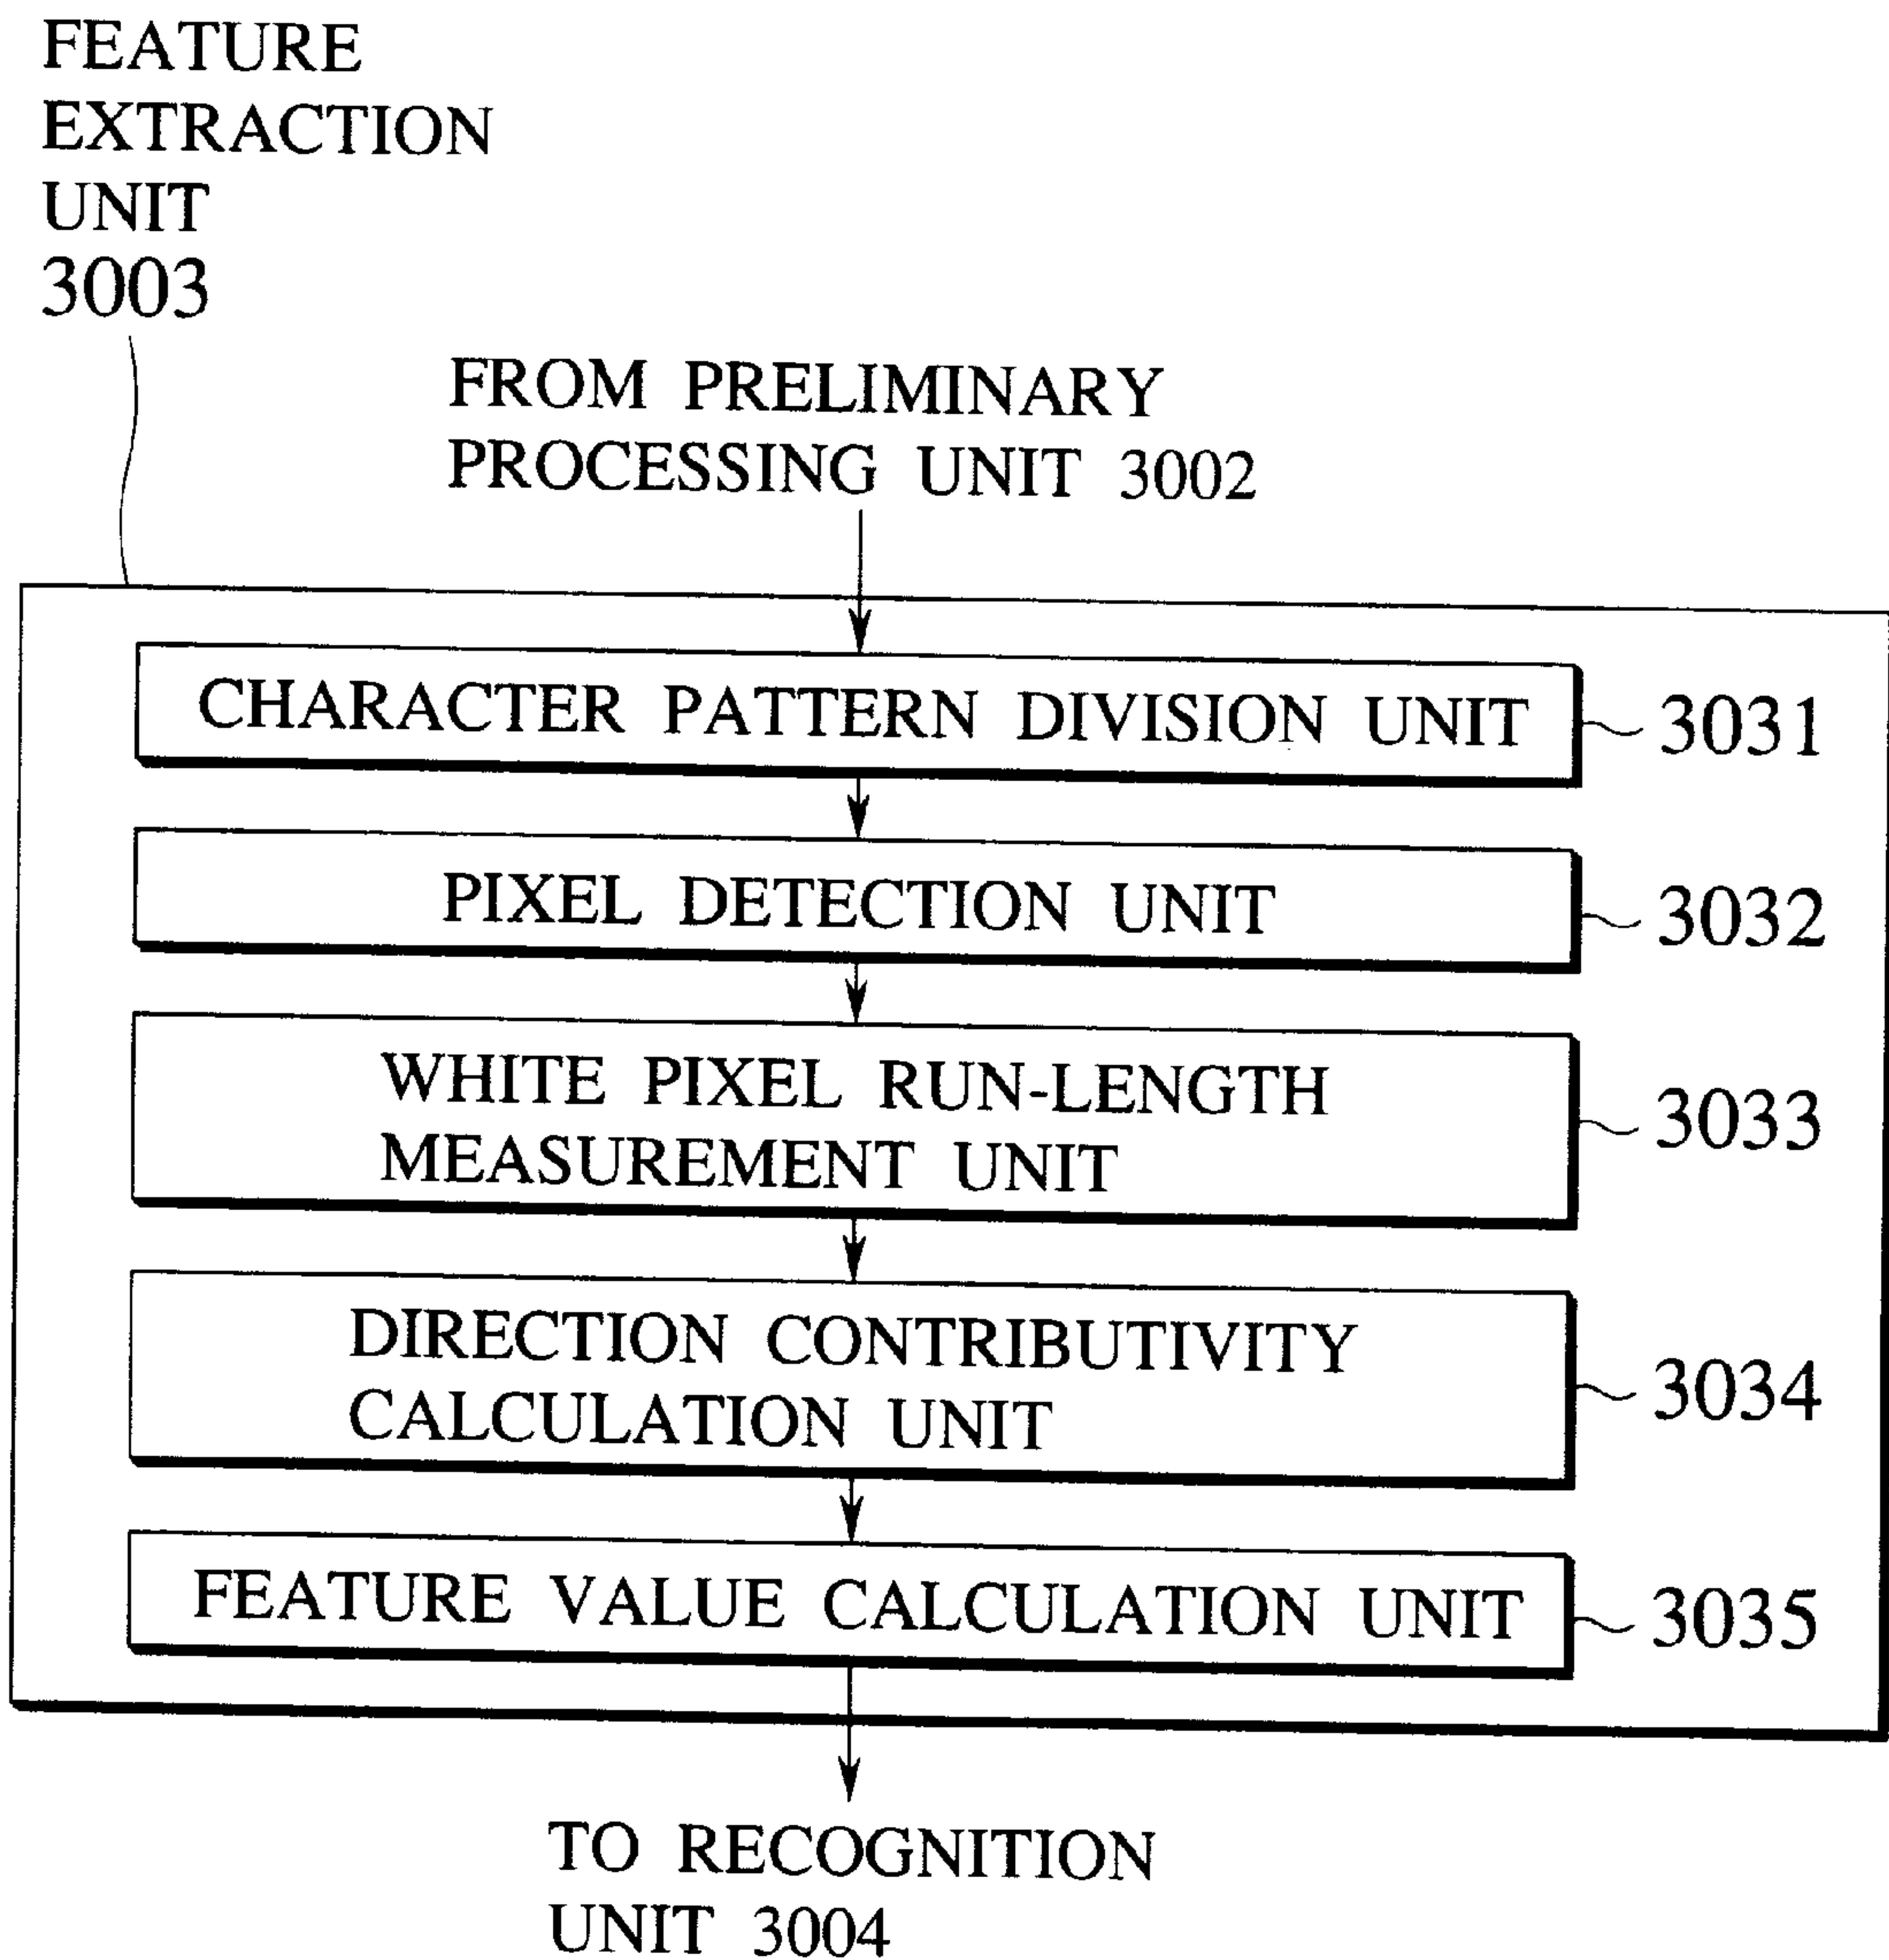 FEATURE
EXTRACTION
UNIT
3003
FROM PRELIMINARY
PROCESSING UNIT 3002
CHARACTER PATTERN DIVISION UNIT
3031
PIXEL DETECTION UNIT
3032
WHITE PIXEL RUN-LENGTH
MEASUREMENT UNIT
3033
DIRECTION CONTRIBUTIVITY
CALCULATION UNIT
3034
FEATURE VALUE CALCULATION UNIT
3035
TO RECOGNITION
UNIT 3004